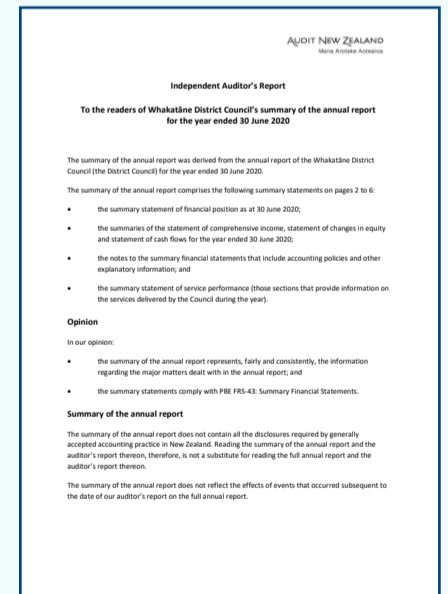 AUDIT NEW ZEALAND
Mana Arotake Aotearoa
Independent Auditor's Report
To the readers of Whakatāne District Council's summary of the annual report
for the year ended 30 June 2020
The summary of the annual report was derived from the annual report of the Whakatāne District
Council (the District Council) for the year ended 30 June 2020.
The summary of the annual report comprises the following summary statements on pages 2 to 6:
• the summary statement of financial position as at 30 June 2020;
• the summaries of the statement of comprehensive income, statement of changes in equity
and statement of cash flows for the year ended 30 June 2020;
• the notes to the summary financial statements that include accounting policies and other
explanatory information; and
• the summary statement of service performance (those sections that provide information on
the services delivered by the Council during the year).
Opinion
In our opinion:
• the summary of the annual report represents, fairly and consistently, the information
regarding the major matters dealt with in the annual report; and
• the summary statements comply with PBE FRS-43: Summary Financial Statements.
Summary of the annual report
The summary of the annual report does not contain all the disclosures required by generally
accepted accounting practice in New Zealand. Reading the summary of the annual report and the
auditor's report thereon, therefore, is not a substitute for reading the full annual report and the
auditor's report thereon.
The summary of the annual report does not reflect the effects of events that occurred subsequent to
the date of our auditor's report on the full annual report.